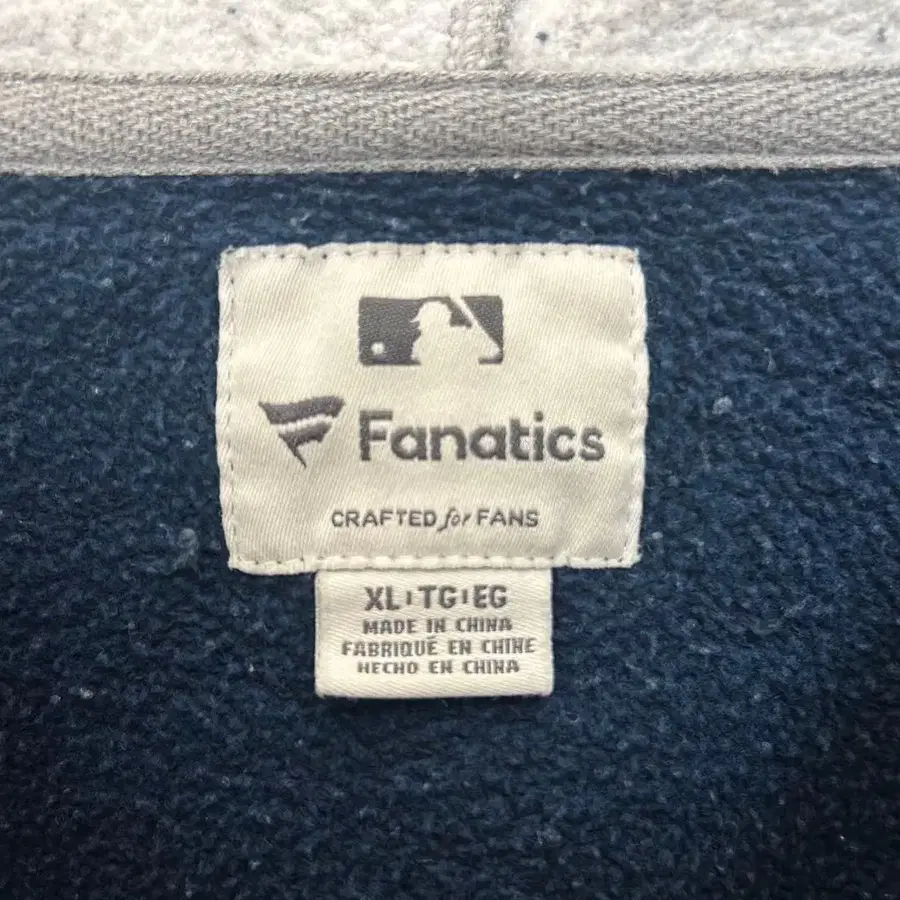 Fanatics
CRAFTED for FANS
XL•TG•EG
MADE IN CHINA
FABRIQUÉ EN CHINE
HECHO EN CHINA